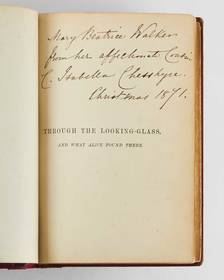 Mary Beatrice Walker
from her affectionate Cousin
C. Isabella Chesshyre.
Christmas 1871.
THROUGH THE LOOKING-GLASS,
AND WHAT ALICE FOUND THERE